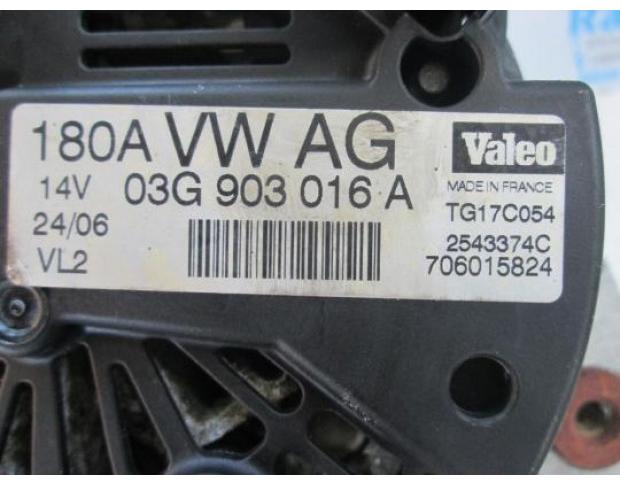 180A VW AG Valeo
14V 03G 903 016 A MADE IN FRANCE
24/06 TG17C054
VL2 2543374C
706015824